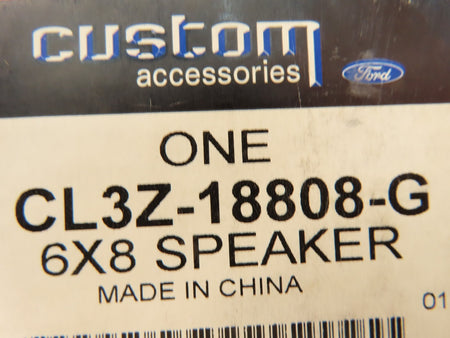 custom
accessories
Ford
ONE
CL3Z-18808-G
6X8 SPEAKER
MADE IN CHINA
01